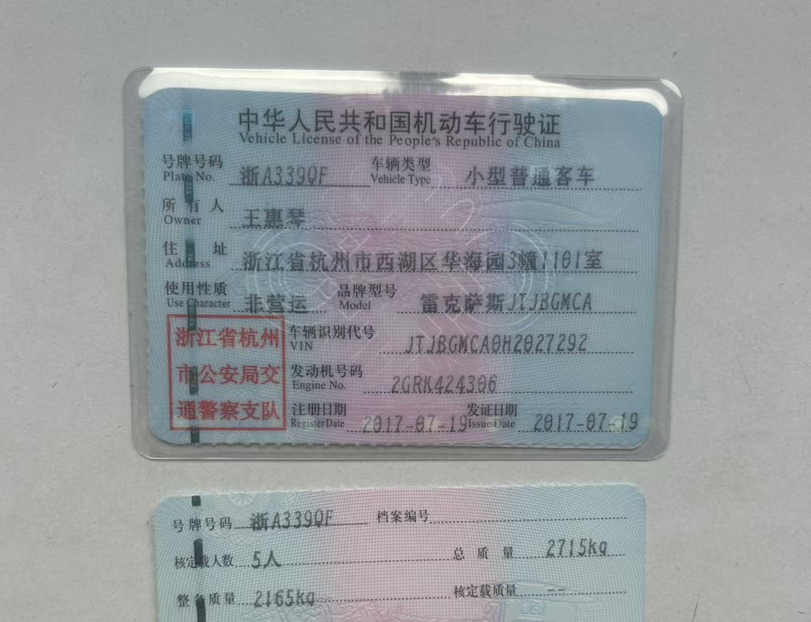 中华人民共和国机动车行驶证
Vehicle License of the People's Republic of China
号牌号码 浙A339QF 车辆类型 小型普通客车
Plate No. Vehicle Type
所有人 王惠琴
Owner
住址 浙江省杭州市西湖区华海园3幢1101室
Address
使用性质 非营运 品牌型号 雷克萨斯JTJBGMCA
Use Character Model
浙江省杭州
市公安局交
通警察支队
车辆识别代号 JTJBGMCA0H2027292
VIN
发动机号码 2GRK424306
Engine No.
注册日期 2017-07-19 发证日期 2017-07-19
Register Date Issue Date
号牌号码 浙A339QF 档案编号
核定载人数 5人 总质量 2715kg
整备质量 2165kg 核定载质量 --